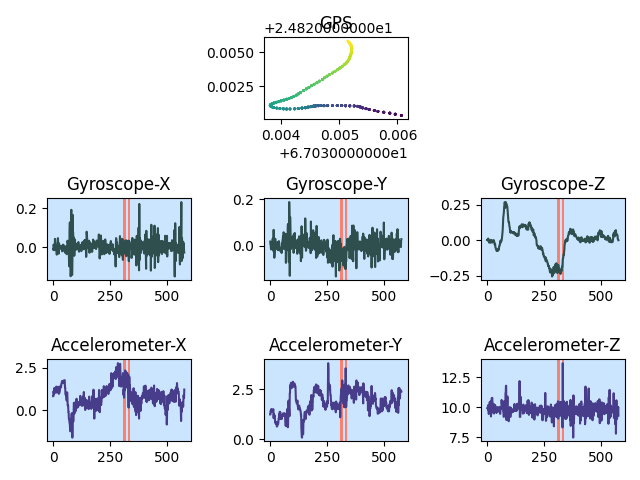 GPS
+2.4820000000e1
0.0050
0.0025
0.004 0.005 0.006
+6.7030000000e1
Gyroscope-X Gyroscope-Y Gyroscope-Z
0.2 0.2 0.25
0.0 0.0 0.00
−0.25
0 250 500 0 250 500 0 250 500
Accelerometer-X Accelerometer-Y Accelerometer-Z
2.5 2.5 12.5
0.0 0.0 10.0
7.5
0 250 500 0 250 500 0 250 500